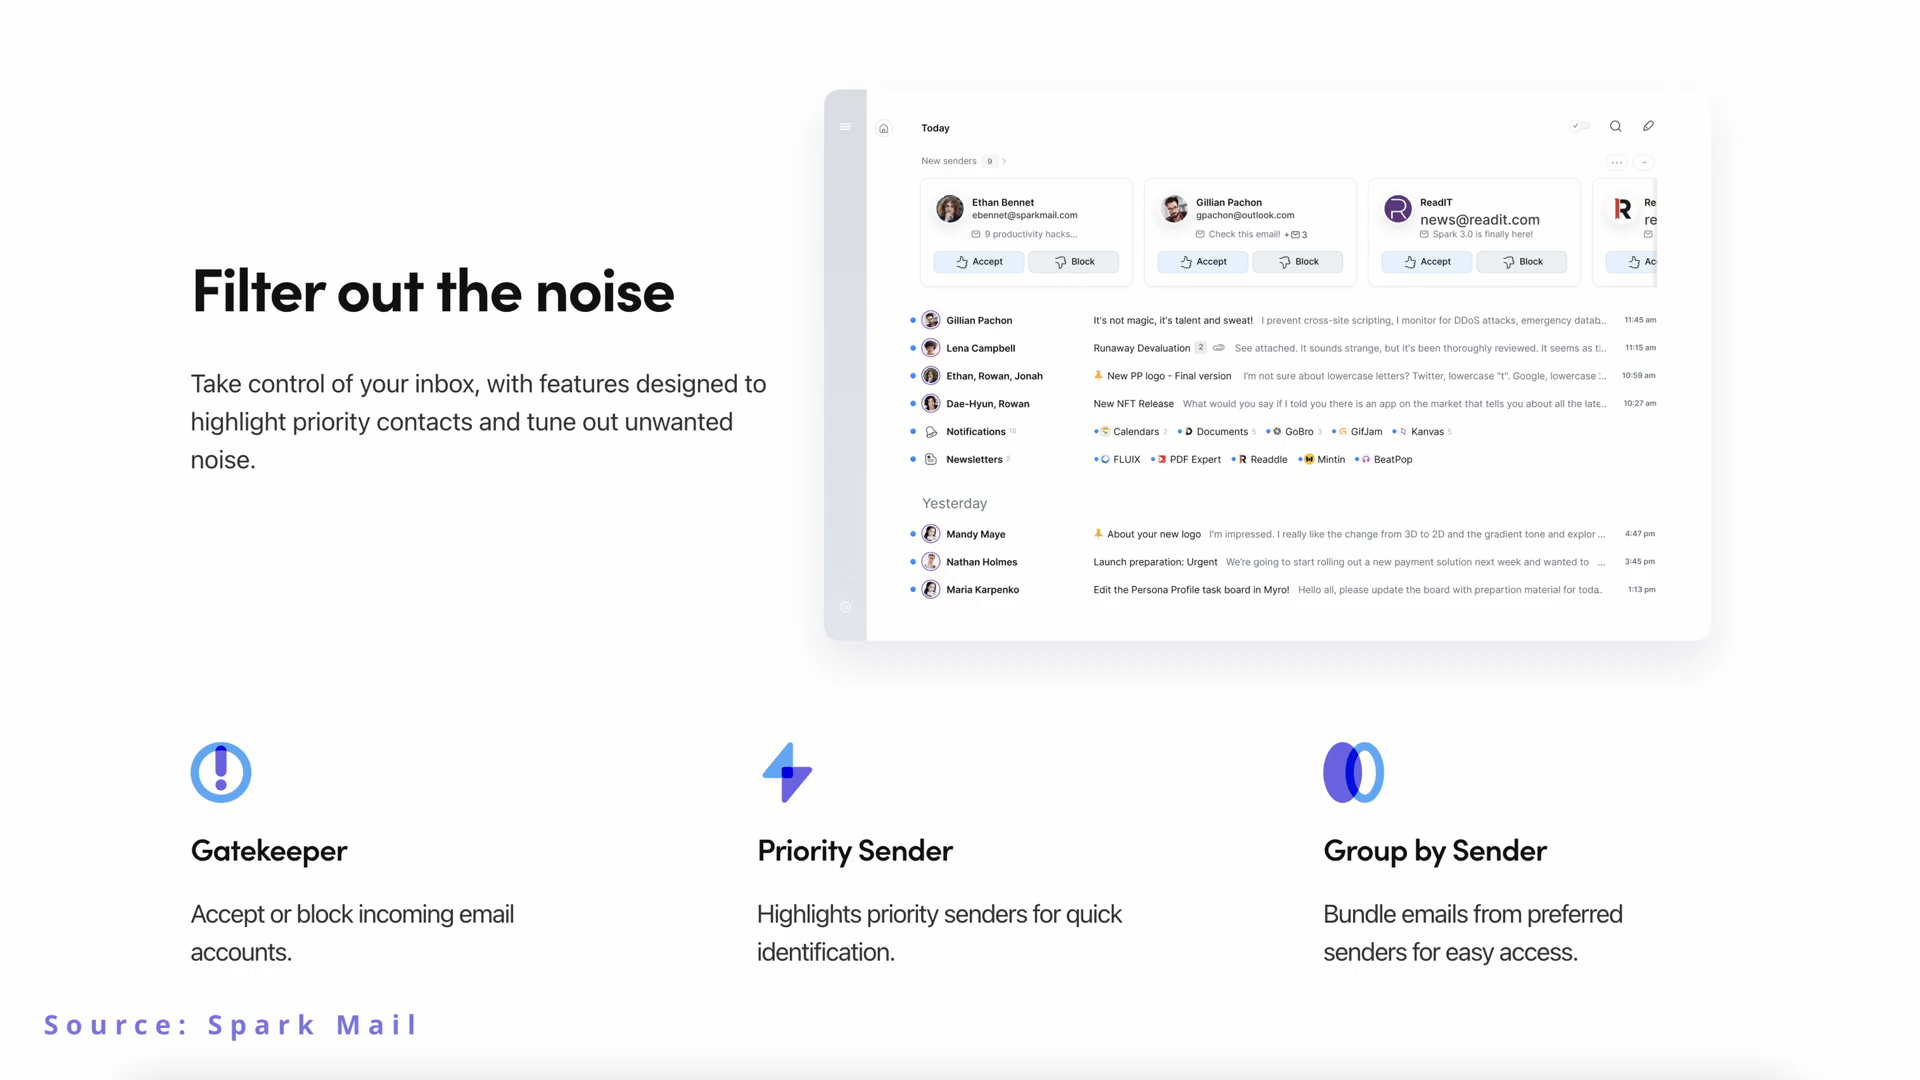 Filter out the noise
Take control of your inbox, with features designed to
highlight priority contacts and tune out unwanted
noise.
Today
New senders 9
Ethan Bennet
ebennet@sparkmail.com
9 productivity hacks...
Accept Block
Gillian Pachon
gpachon@outlook.com
Check this email! + 3
Accept Block
ReadIT
news@readit.com
Spark 3.0 is finally here!
Accept Block
Re
re
Ac
Gillian Pachon It's not magic, it's talent and sweat! I prevent cross-site scripting, I monitor for DDoS attacks, emergency datab... 11:45 am
Lena Campbell Runaway Devaluation 2 See attached. It sounds strange, but it's been thoroughly reviewed. It seems as ti... 11:15 am
Ethan, Rowan, Jonah New PP logo - Final version I'm not sure about lowercase letters? Twitter, lowercase "t". Google, lowercase '... 10:59 am
Dae-Hyun, Rowan New NFT Release What would you say if I told you there is an app on the market that tells you about all the late... 10:27 am
Notifications 16 Calendars 2 Documents 5 GoBro 3 GifJam Kanvas 5
Newsletters 5 FLUIX PDF Expert Readdle Mintin BeatPop
Yesterday
Mandy Maye About your new logo I'm impressed. I really like the change from 3D to 2D and the gradient tone and explor ... 4:47 pm
Nathan Holmes Launch preparation: Urgent We're going to start rolling out a new payment solution next week and wanted to ... 3:45 pm
Maria Karpenko Edit the Persona Profile task board in Myro! Hello all, please update the board with prepartion material for toda.. 1:13 pm
Gatekeeper
Accept or block incoming email
accounts.
Priority Sender
Highlights priority senders for quick
identification.
Group by Sender
Bundle emails from preferred
senders for easy access.
Source: Spark Mail